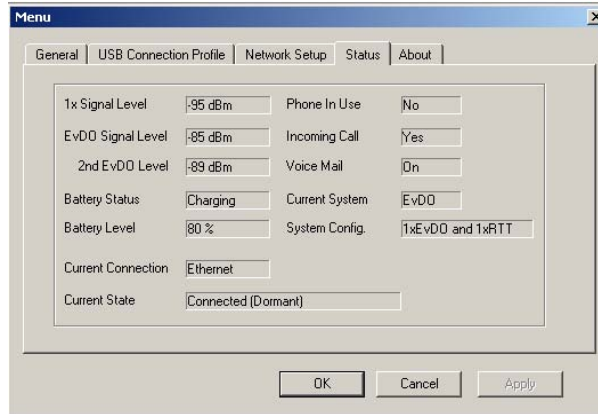 Menu
General USB Connection Profile Network Setup Status About
1x Signal Level -95 dBm Phone In Use No
EvDO Signal Level -85 dBm Incoming Call Yes
2nd EvDO Level -89 dBm Voice Mail On
Battery Status Charging Current System EvDO
Battery Level 80 % System Config. 1xEvDO and 1xRTT
Current Connection Ethernet
Current State Connected (Dormant)
OK Cancel Apply